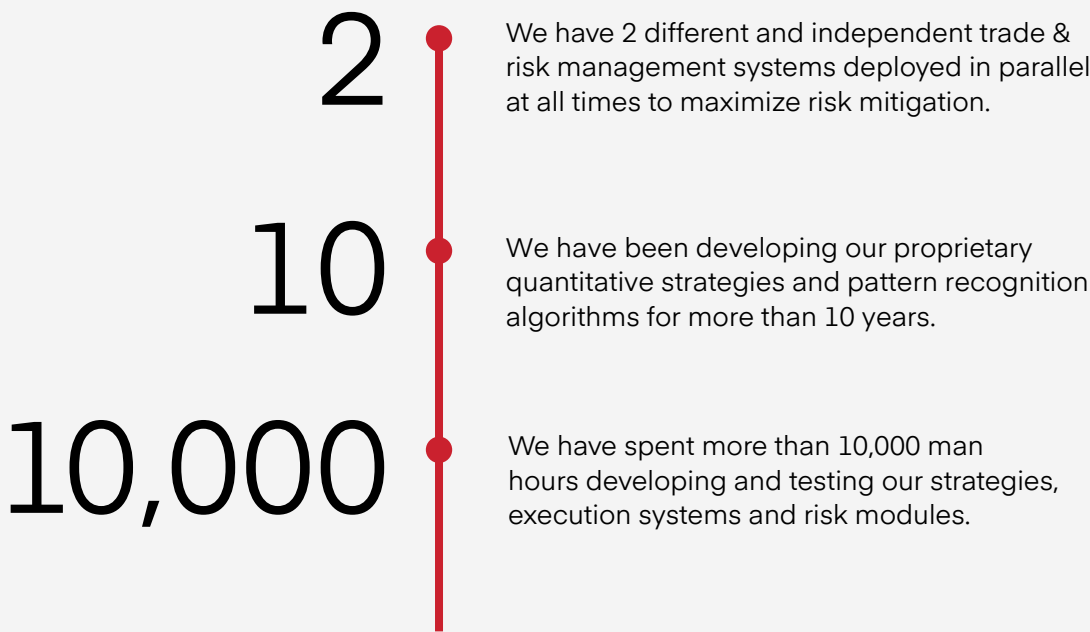 2
We have 2 different and independent trade &
risk management systems deployed in parallel
at all times to maximize risk mitigation.
10
We have been developing our proprietary
quantitative strategies and pattern recognition
algorithms for more than 10 years.
10,000
We have spent more than 10,000 man
hours developing and testing our strategies,
execution systems and risk modules.